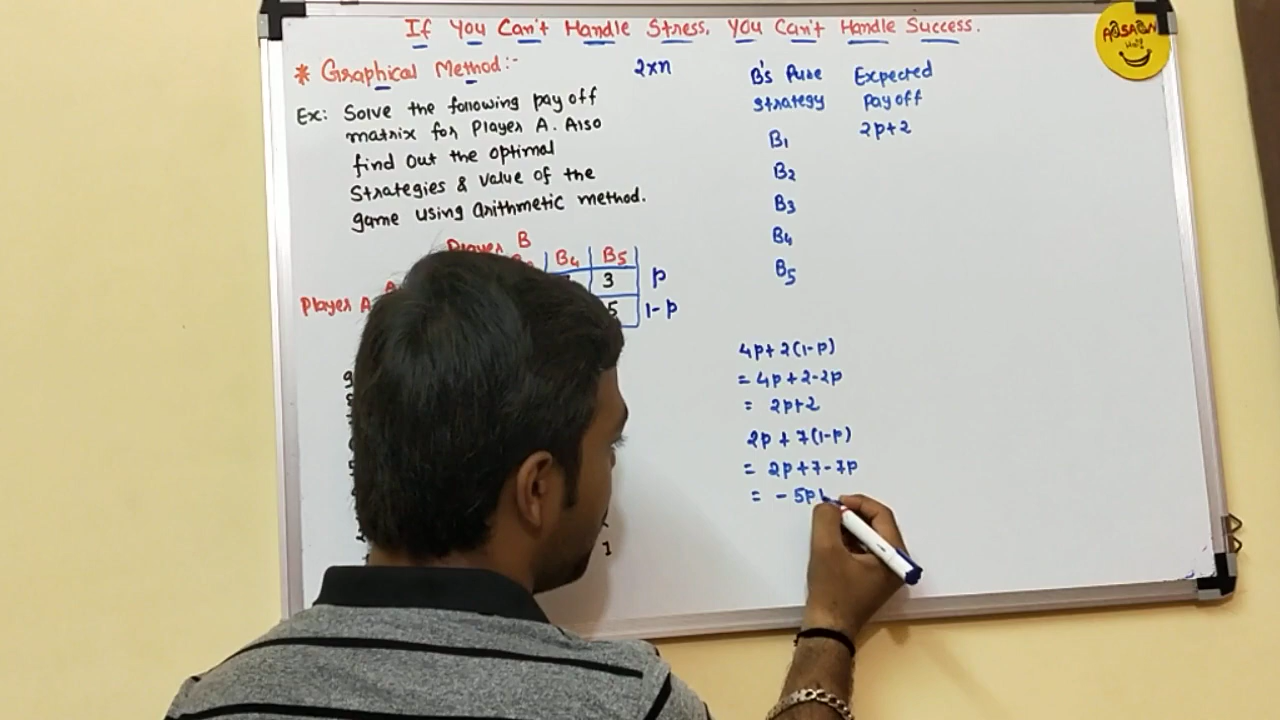 If You Can't Handle Stress, You Can't Handle Success.
AASAAN
* Graphical Method:- 2xn
Ex: Solve the following pay off
matrix for Player A. Also
find out the optimal
Strategies & value of the
game using arithmetic method.
Player B
B4 B5
3 p
Player A
5 1-p
B's Pure Expected
Strategy Pay off
B1 2p+2
B2
B3
B4
B5
4p+2(1-p)
= 4p+2-2p
= 2p+2
2p + 7(1-p)
= 2p+7-7p
= - 5p